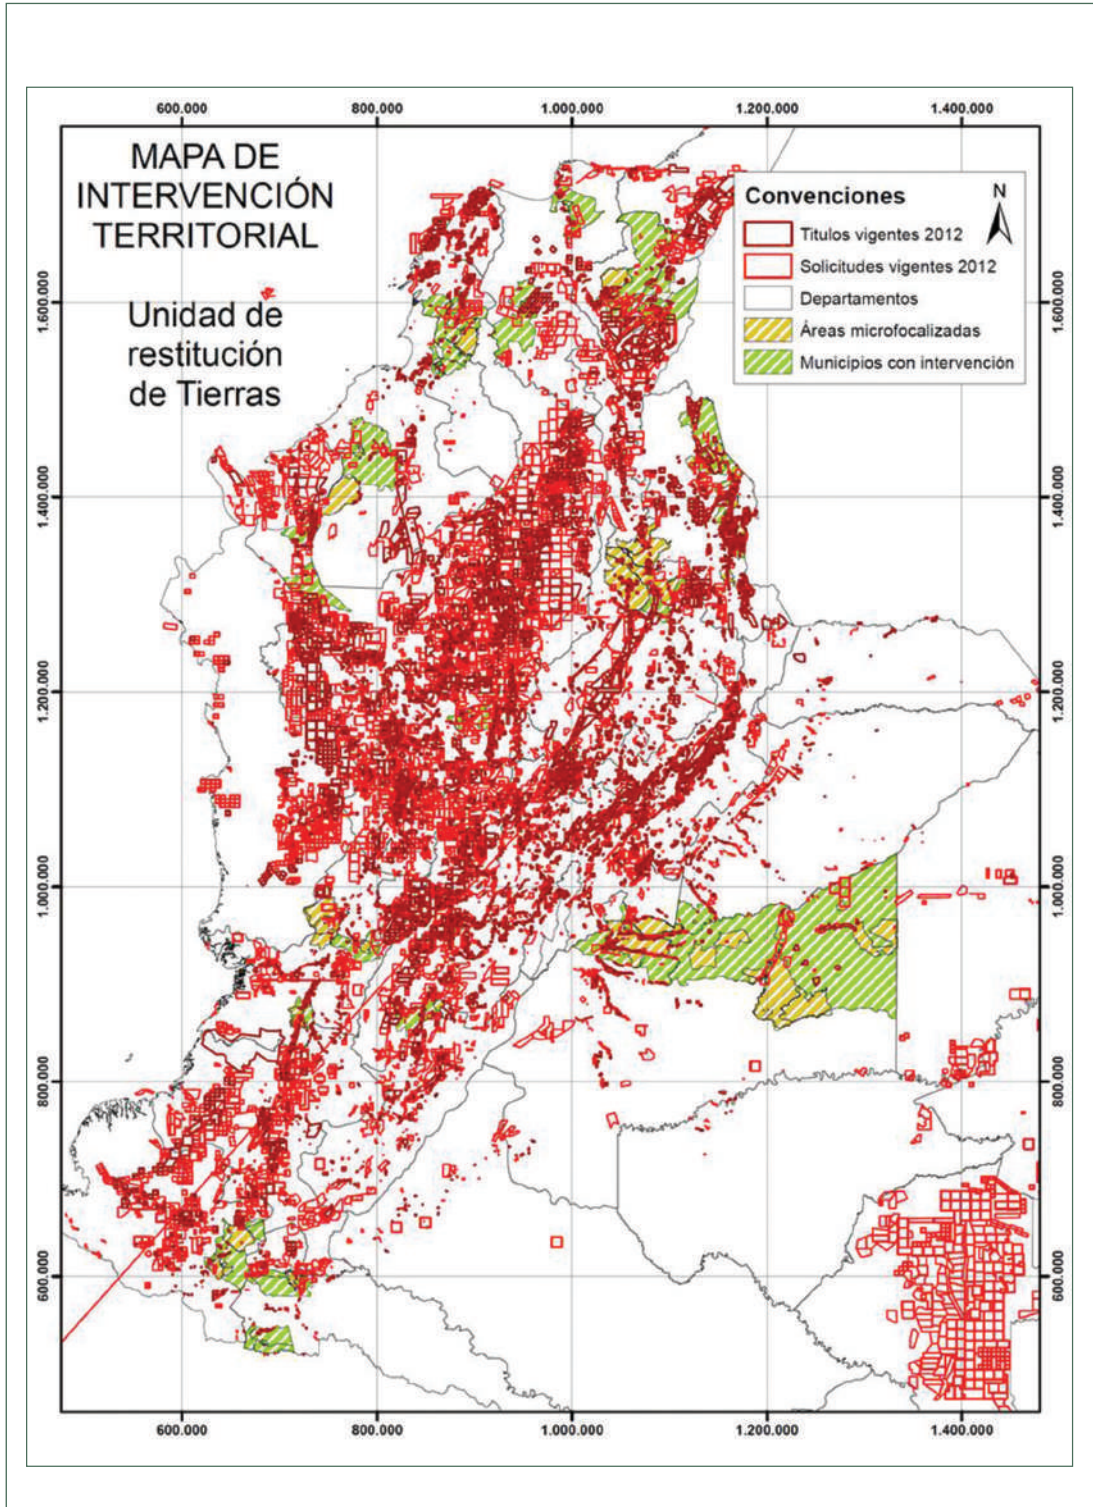 600.000 800.000 1.000.000 1.200.000 1.400.000
MAPA DE
INTERVENCIÓN
TERRITORIAL
Unidad de
restitución
de Tierras
Convenciones
N
Titulos vigentes 2012
Solicitudes vigentes 2012
Departamentos
Áreas microfocalizadas
Municipios con intervención
1.600.000
1.400.000
1.200.000
1.000.000
800.000
600.000
1.600.000
1.400.000
1.200.000
1.000.000
800.000
600.000
600.000 800.000 1.000.000 1.200.000 1.400.000